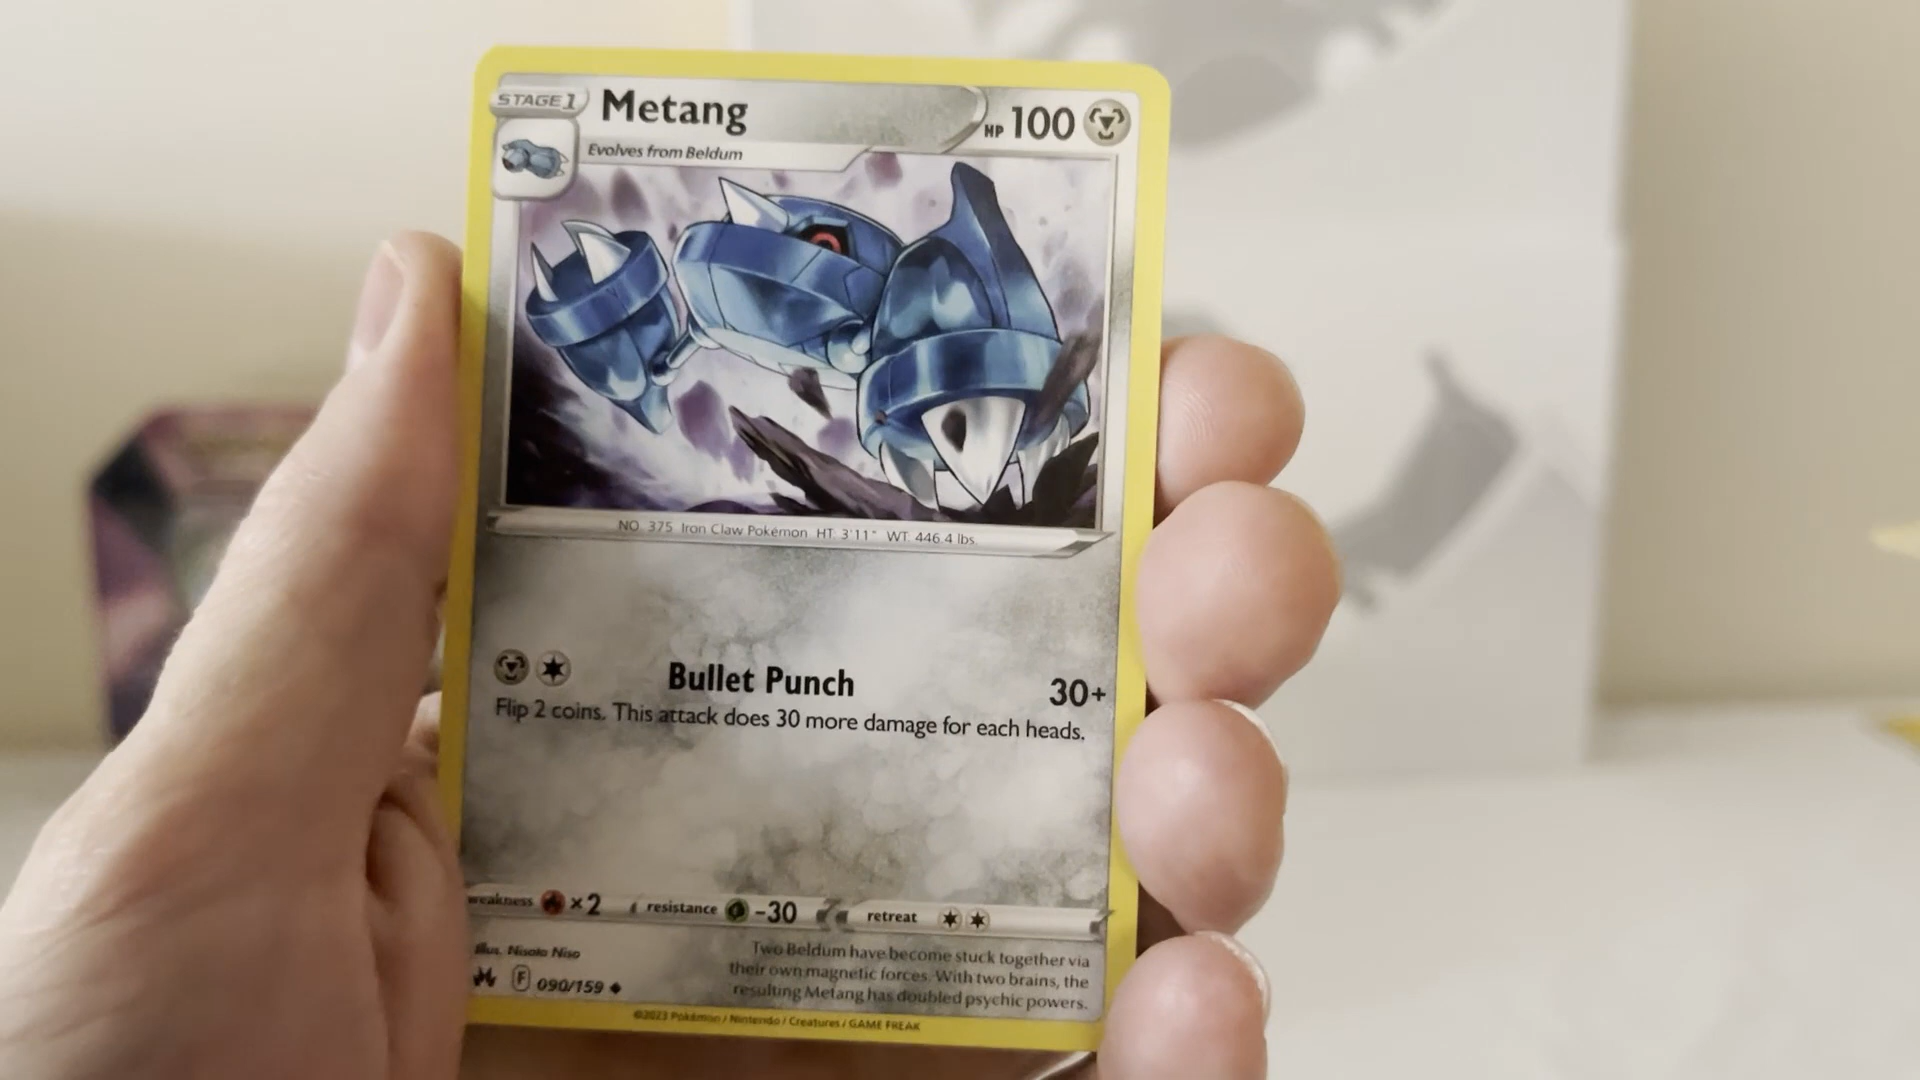 STAGE 1
Metang
HP 100
Evolves from Beldum
NO. 375 Iron Claw Pokémon HT: 3'11" WT: 446.4 lbs.
Bullet Punch 30+
Flip 2 coins. This attack does 30 more damage for each heads.
weakness ×2 resistance -30 retreat
Illus. Nisota Niso
Two Beldum have become stuck together via
their own magnetic forces. With two brains, the
resulting Metang has doubled psychic powers.
F 090/159
©2023 Pokémon / Nintendo / Creatures / GAME FREAK